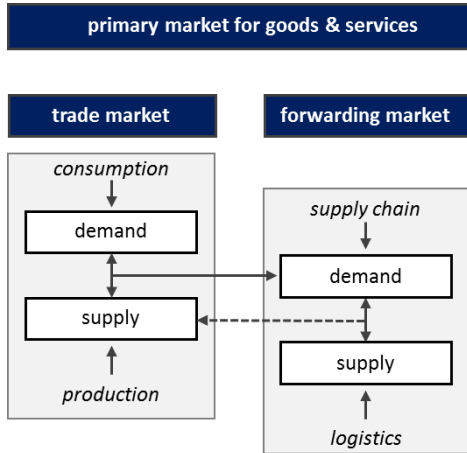 primary market for goods & services
trade market
forwarding market
consumption
demand
supply
production
supply chain
demand
supply
logistics